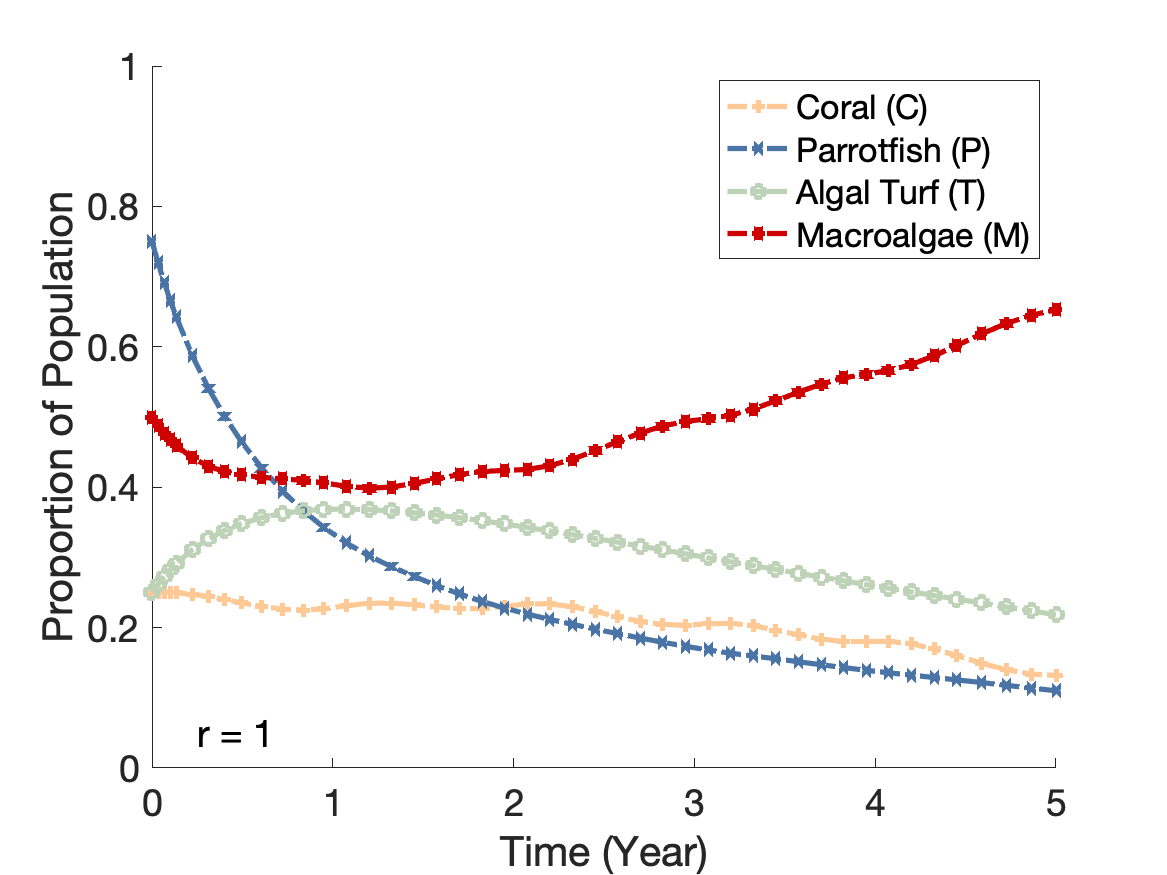 1
0.8
0.6
0.4
0.2
0
Proportion of Population
Coral (C)
Parrotfish (P)
Algal Turf (T)
Macroalgae (M)
r = 1
0 1 2 3 4 5
Time (Year)